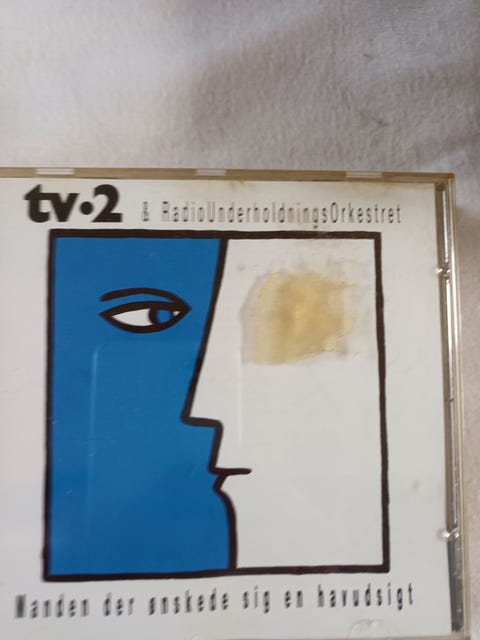 tv·2 & RadioUnderholdningsOrkestret
Manden der ønskede sig en havudsigt